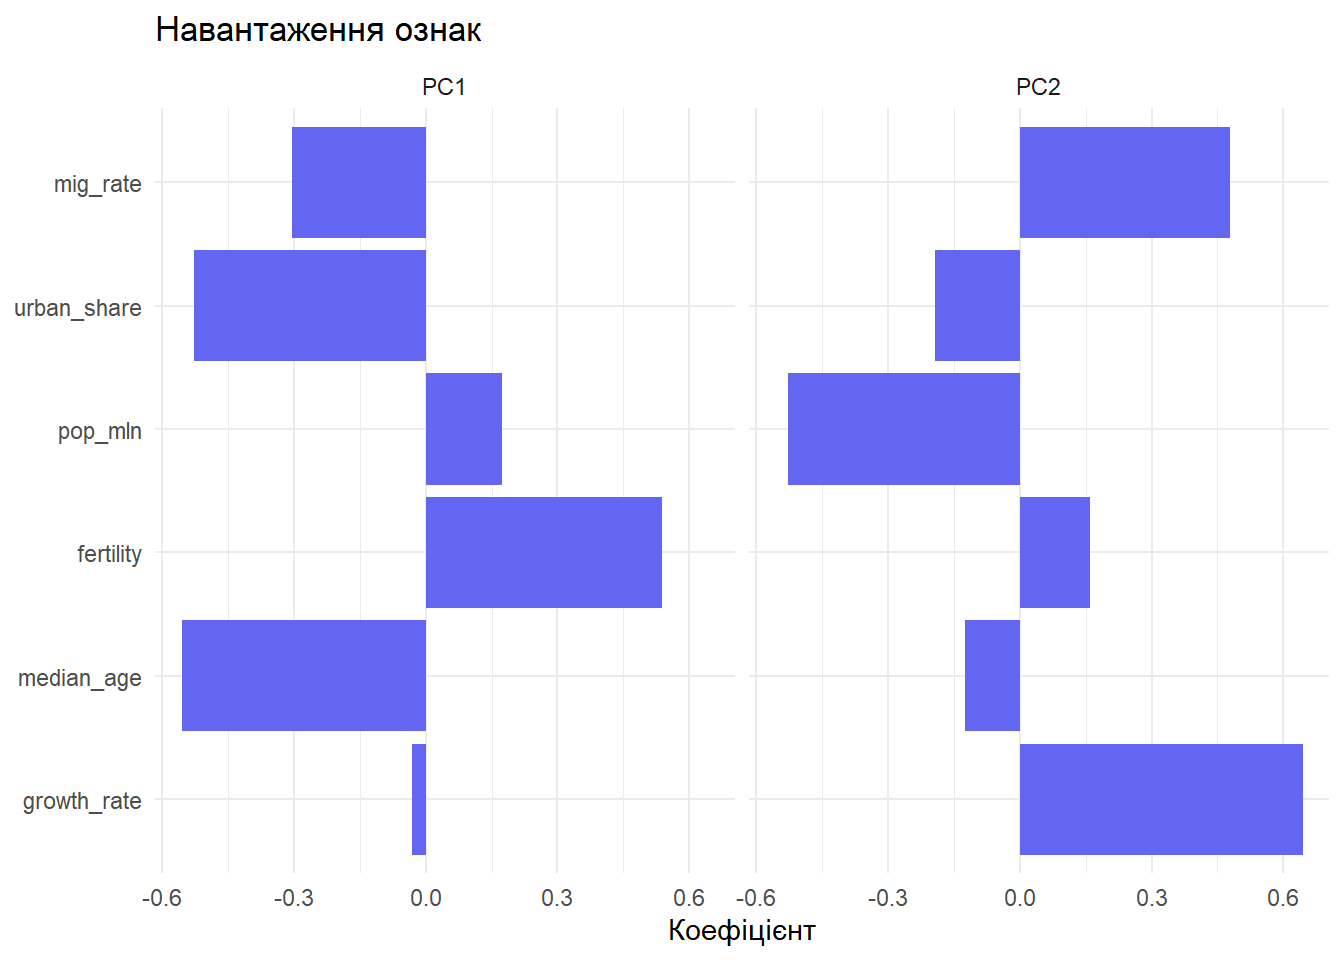 Навантаження ознак
PC1 PC2
mig_rate
urban_share
pop_mln
fertility
median_age
growth_rate
-0.6 -0.3 0.0 0.3 0.6 -0.6 -0.3 0.0 0.3 0.6
Коефіцієнт